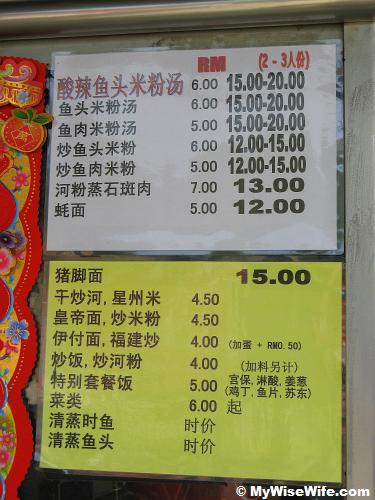 RM (2 - 3人份)
酸辣鱼头米粉汤 6.00 15.00-20.00
鱼头米粉汤 6.00 15.00-20.00
鱼肉米粉汤 5.00 15.00-20.00
炒鱼头米粉 6.00 12.00-15.00
炒鱼肉米粉 5.00 12.00-15.00
河粉蒸石斑肉 7.00 13.00
蚝面 5.00 12.00
猪脚面 15.00
干炒河, 星州米 4.50
皇帝面, 炒米粉 4.50
伊付面, 福建炒 4.00 (加蛋 + RM0.50)
炒饭, 炒河粉 4.00 (加料另计)
特别套餐饭 5.00 宫保, 淋酸, 姜葱
(鸡丁, 鱼片, 苏东)
菜类 6.00 起
清蒸时鱼 时价
清蒸鱼头 时价
© MyWiseWife.com